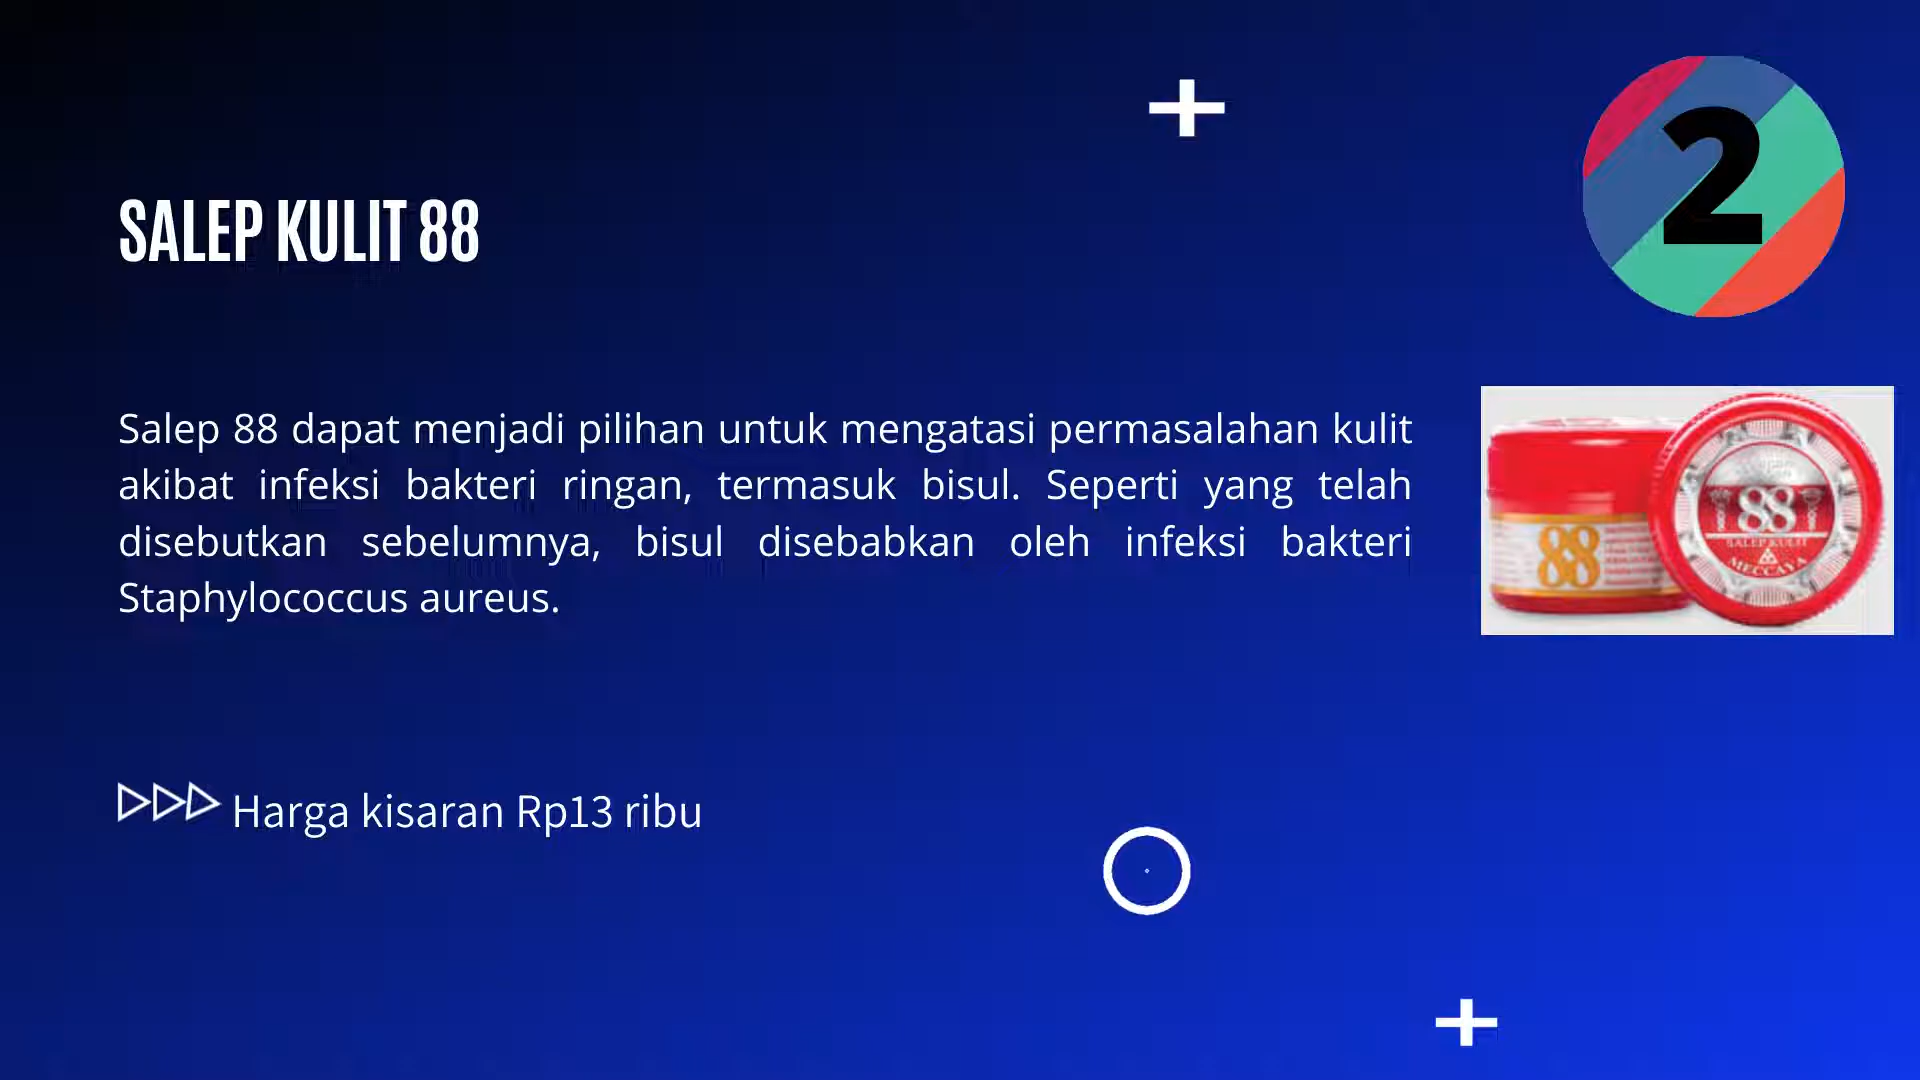 2
SALEP KULIT 88
Salep 88 dapat menjadi pilihan untuk mengatasi permasalahan kulit
akibat infeksi bakteri ringan, termasuk bisul. Seperti yang telah
disebutkan sebelumnya, bisul disebabkan oleh infeksi bakteri
Staphylococcus aureus.
88
88
SALEP KULIT
MECCAYA
Harga kisaran Rp13 ribu